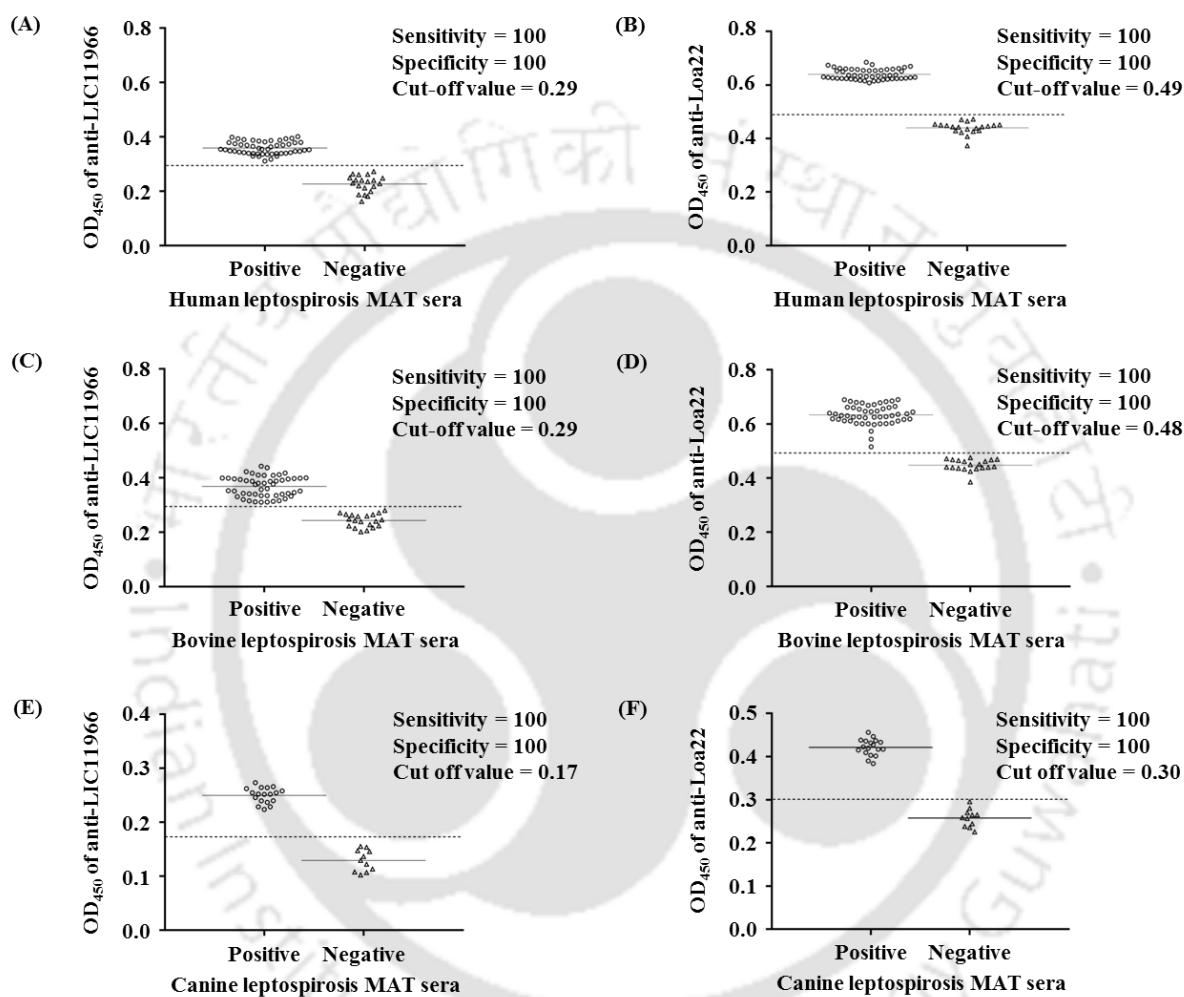 (A)
0.8
0.6
0.4
0.2
0.0
OD450 of anti-LIC11966
Sensitivity = 100
Specificity = 100
Cut-off value = 0.29
Positive Negative
Human leptospirosis MAT sera
(B)
0.8
0.6
0.4
0.2
0.0
OD450 of anti-Loa22
Sensitivity = 100
Specificity = 100
Cut-off value = 0.49
Positive Negative
Human leptospirosis MAT sera
(C)
0.8
0.6
0.4
0.2
0.0
OD450 of anti-LIC11966
Sensitivity = 100
Specificity = 100
Cut-off value = 0.29
Positive Negative
Bovine leptospirosis MAT sera
(D)
0.8
0.6
0.4
0.2
0.0
OD450 of anti-Loa22
Sensitivity = 100
Specificity = 100
Cut-off value = 0.48
Positive Negative
Bovine leptospirosis MAT sera
(E)
0.4
0.3
0.2
0.1
0.0
OD450 of anti-LIC11966
Sensitivity = 100
Specificity = 100
Cut off value = 0.17
Positive Negative
Canine leptospirosis MAT sera
(F)
0.5
0.4
0.3
0.2
0.1
0.0
OD450 of anti-Loa22
Sensitivity = 100
Specificity = 100
Cut off value = 0.30
Positive Negative
Canine leptospirosis MAT sera
Indian Insti
Guwahati